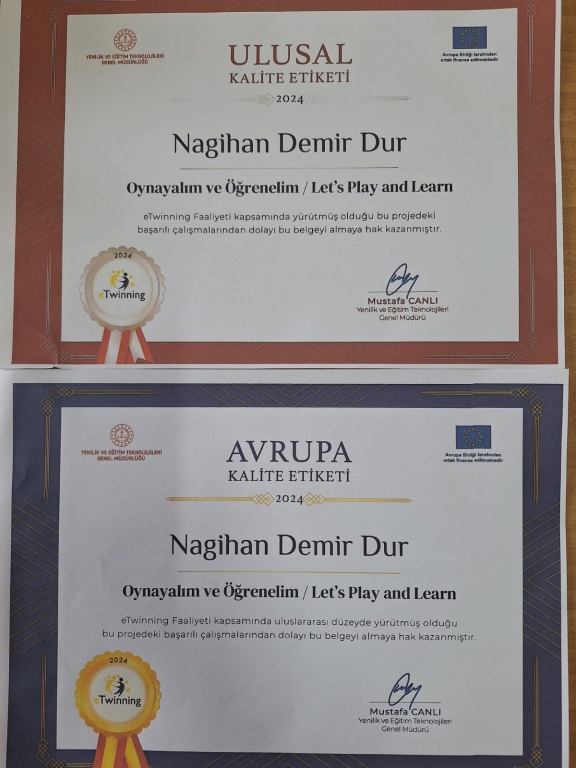 YENİLİK VE EĞİTİM TEKNOLOJİLERİ
GENEL MÜDÜRLÜĞÜ
ULUSAL
KALİTE ETİKETİ
2024
Avrupa Birliği tarafından
ortak finanse edilmektedir
Nagihan Demir Dur
Oynayalım ve Öğrenelim / Let's Play and Learn
eTwinning Faaliyeti kapsamında yürütmüş olduğu bu projedeki
başarılı çalışmalarından dolayı bu belgeyi almaya hak kazanmıştır.
2024
eTwinning
Mustafa CANLI
Yenilik ve Eğitim Teknolojileri
Genel Müdürü
YENİLİK VE EĞİTİM TEKNOLOJİLERİ
GENEL MÜDÜRLÜĞÜ
AVRUPA
KALİTE ETİKETİ
2024
Avrupa Birliği tarafından
ortak finanse edilmektedir
Nagihan Demir Dur
Oynayalım ve Öğrenelim / Let's Play and Learn
eTwinning Faaliyeti kapsamında uluslararası düzeyde yürütmüş olduğu
bu projedeki başarılı çalışmalarından dolayı bu belgeyi almaya hak kazanmıştır.
2024
eTwinning
Mustafa CANLI
Yenilik ve Eğitim Teknolojileri
Genel Müdürü